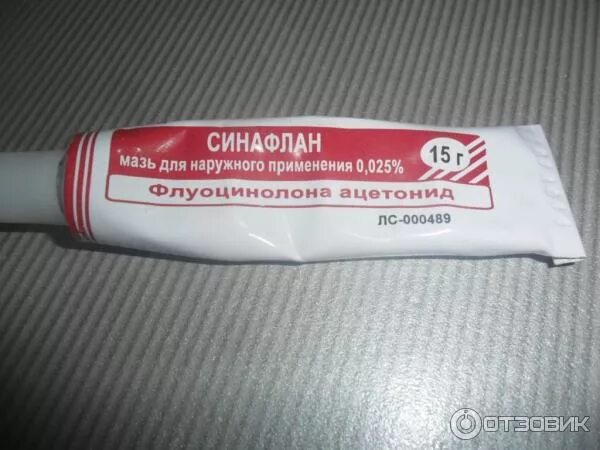 СИНАФЛАН
мазь для наружного применения 0,025%
15 г
Флуоцинолона ацетонид
ЛС-000489
ОТЗОВИК